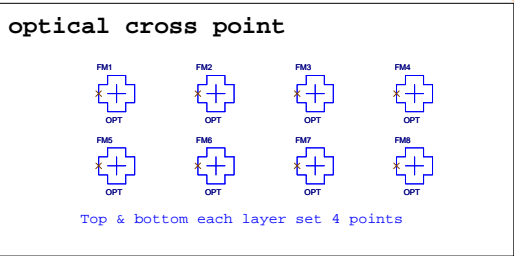 optical cross point
FM1 FM2 FM3 FM4
OPT OPT OPT OPT
FM5 FM6 FM7 FM8
OPT OPT OPT OPT
Top & bottom each layer set 4 points